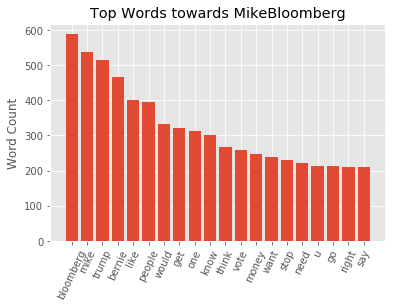 Top Words towards MikeBloomberg
Word Count
600
500
400
300
200
100
0
bloomberg
mike
trump
bernie
like
people
would
get
one
know
think
vote
money
want
stop
need
u
go
right
say